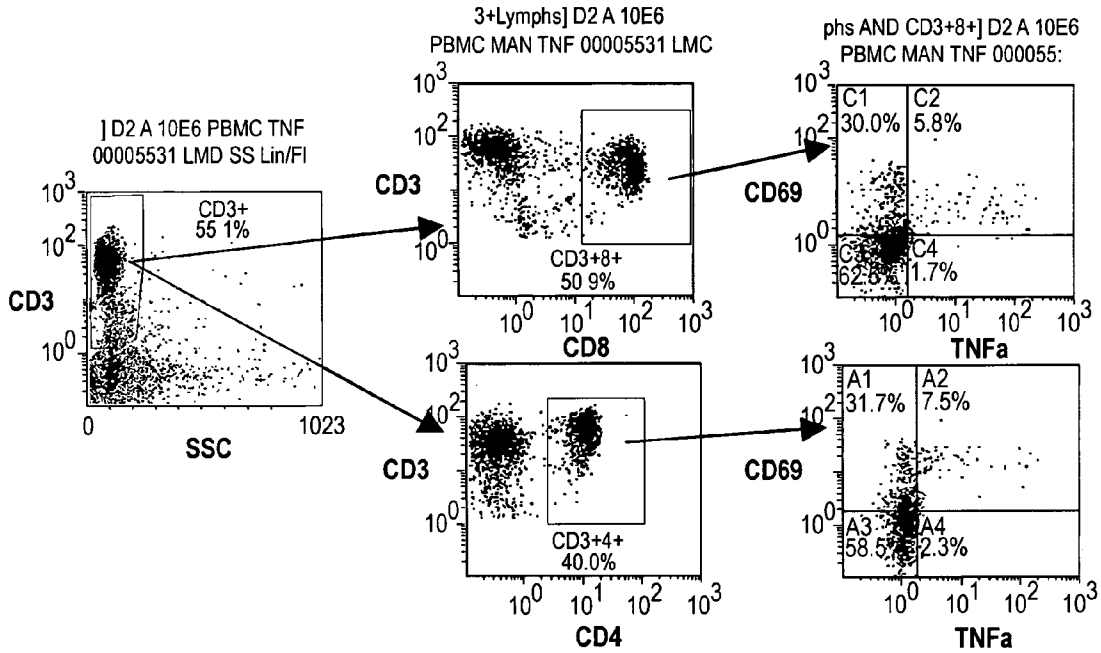 ] D2 A 10E6 PBMC TNF
00005531 LMD SS Lin/Fl
10³
10²
10⁰
CD3
CD3+
55 1%
0
1023
SSC
3+Lymphs] D2 A 10E6
PBMC MAN TNF 00005531 LMC
10³
10²
10⁰
CD3
CD3+8+
50 9%
10⁰ 10¹ 10² 10³
CD8
phs AND CD3+8+] D2 A 10E6
PBMC MAN TNF 000055:
10³
10²
10⁰
CD69
C1 C2
30.0% 5.8%
C4
1.7%
10⁰ 10¹ 10² 10³
TNFa
10³
10²
10⁰
CD3
CD3+4+
40.0%
10⁰ 10¹ 10² 10³
CD4
10³
10²
10⁰
CD69
A1 A2
31.7% 7.5%
A3 A4
58.5 2.3%
10⁰ 10¹ 10² 10³
TNFa